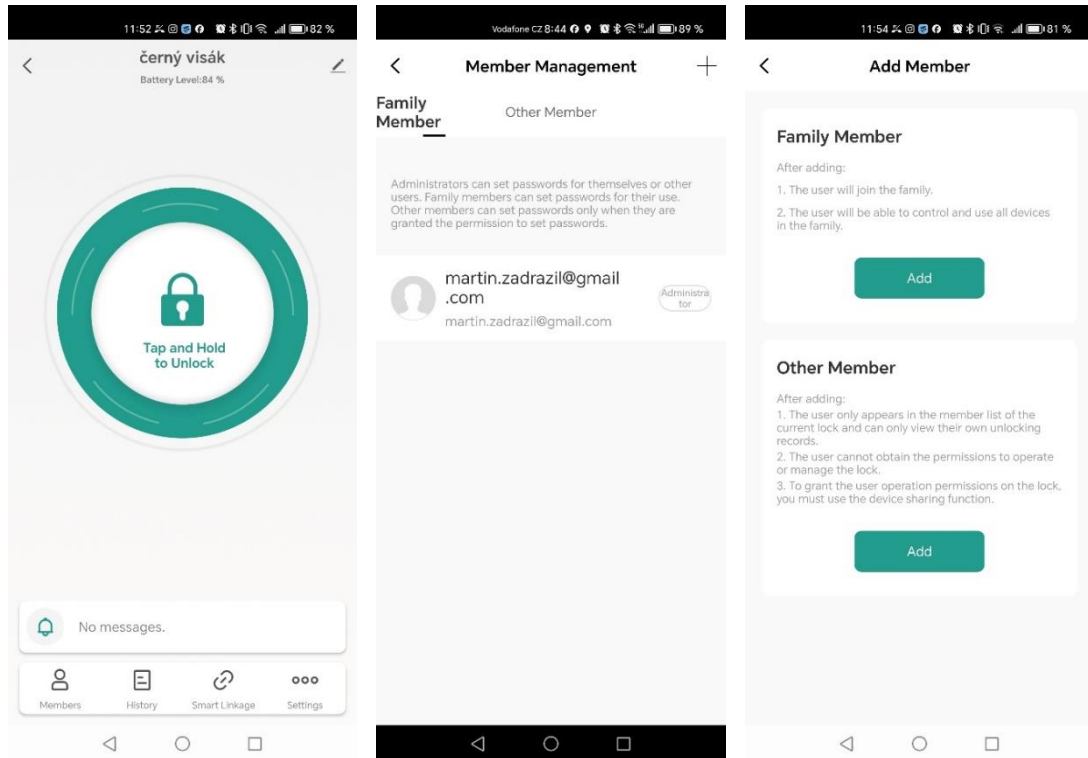 11:52 82 %
černý visák
Battery Level:84 %
Tap and Hold
to Unlock
No messages.
Members History Smart Linkage Settings
Vodafone CZ 8:44 89 %
Member Management
Family
Member
Other Member
Administrators can set passwords for themselves or other
users. Family members can set passwords for their use.
Other members can set passwords only when they are
granted the permission to set passwords.
martin.zadrazil@gmail
.com
Administra
tor
martin.zadrazil@gmail.com
11:54 81 %
Add Member
Family Member
After adding:
1. The user will join the family.
2. The user will be able to control and use all devices
in the family.
Add
Other Member
After adding:
1. The user only appears in the member list of the
current lock and can only view their own unlocking
records.
2. The user cannot obtain the permissions to operate
or manage the lock.
3. To grant the user operation permissions on the lock,
you must use the device sharing function.
Add